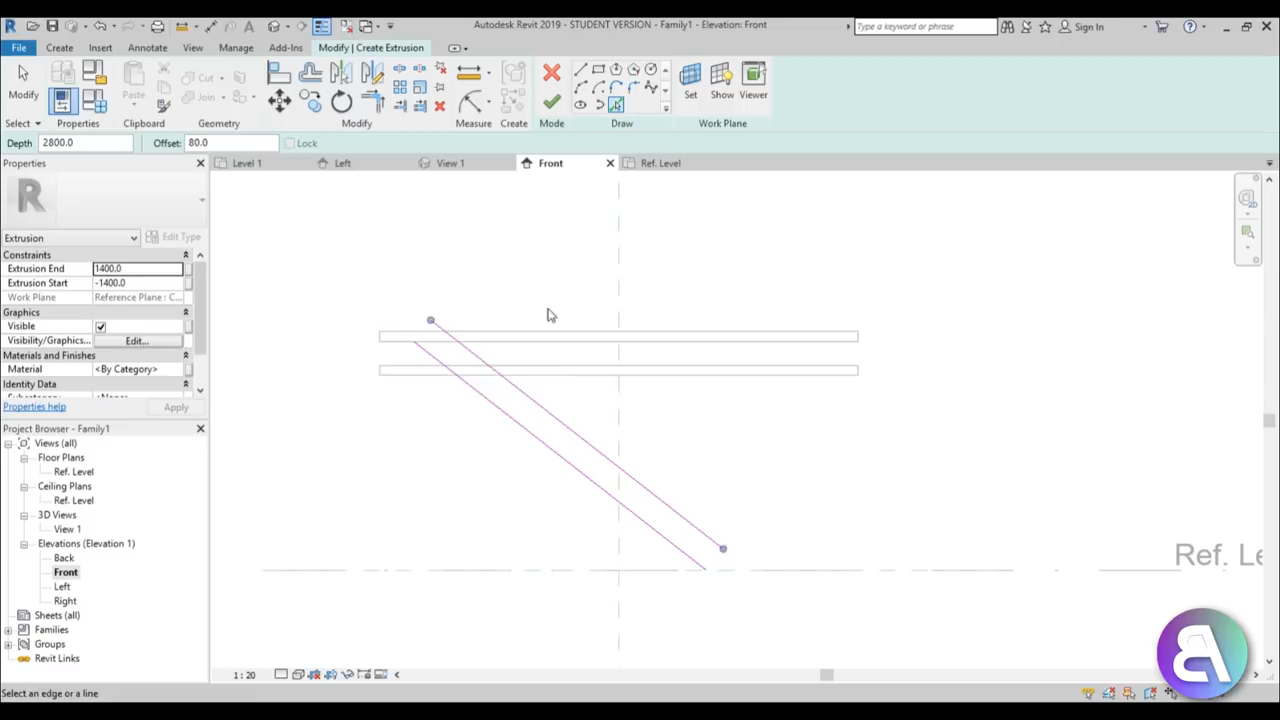 Autodesk Revit 2019 - STUDENT VERSION - Family1 - Elevation: Front
Type a keyword or phrase
Sign In
File
Create
Insert
Annotate
View
Manage
Add-Ins
Modify | Create Extrusion
Modify
Paste
Cut
Join
Measure
Create
Set
Show
Viewer
Select
Properties
Clipboard
Geometry
Modify
Mode
Draw
Work Plane
Depth 2800.0
Offset: 80.0
Lock
Properties
Level 1
Left
View 1
Front
Ref. Level
Extrusion
Edit Type
Constraints
Extrusion End 1400.0
Extrusion Start -1400.0
Work Plane Reference Plane : C...
Graphics
Visible
Visibility/Graphics... Edit...
Materials and Finishes
Material <By Category>
Identity Data
Properties help
Apply
Project Browser - Family1
Views (all)
Floor Plans
Ref. Level
Ceiling Plans
Ref. Level
3D Views
View 1
Elevations (Elevation 1)
Back
Front
Left
Right
Sheets (all)
Families
Groups
Revit Links
Ref. Le
1 : 20
Select an edge or a line